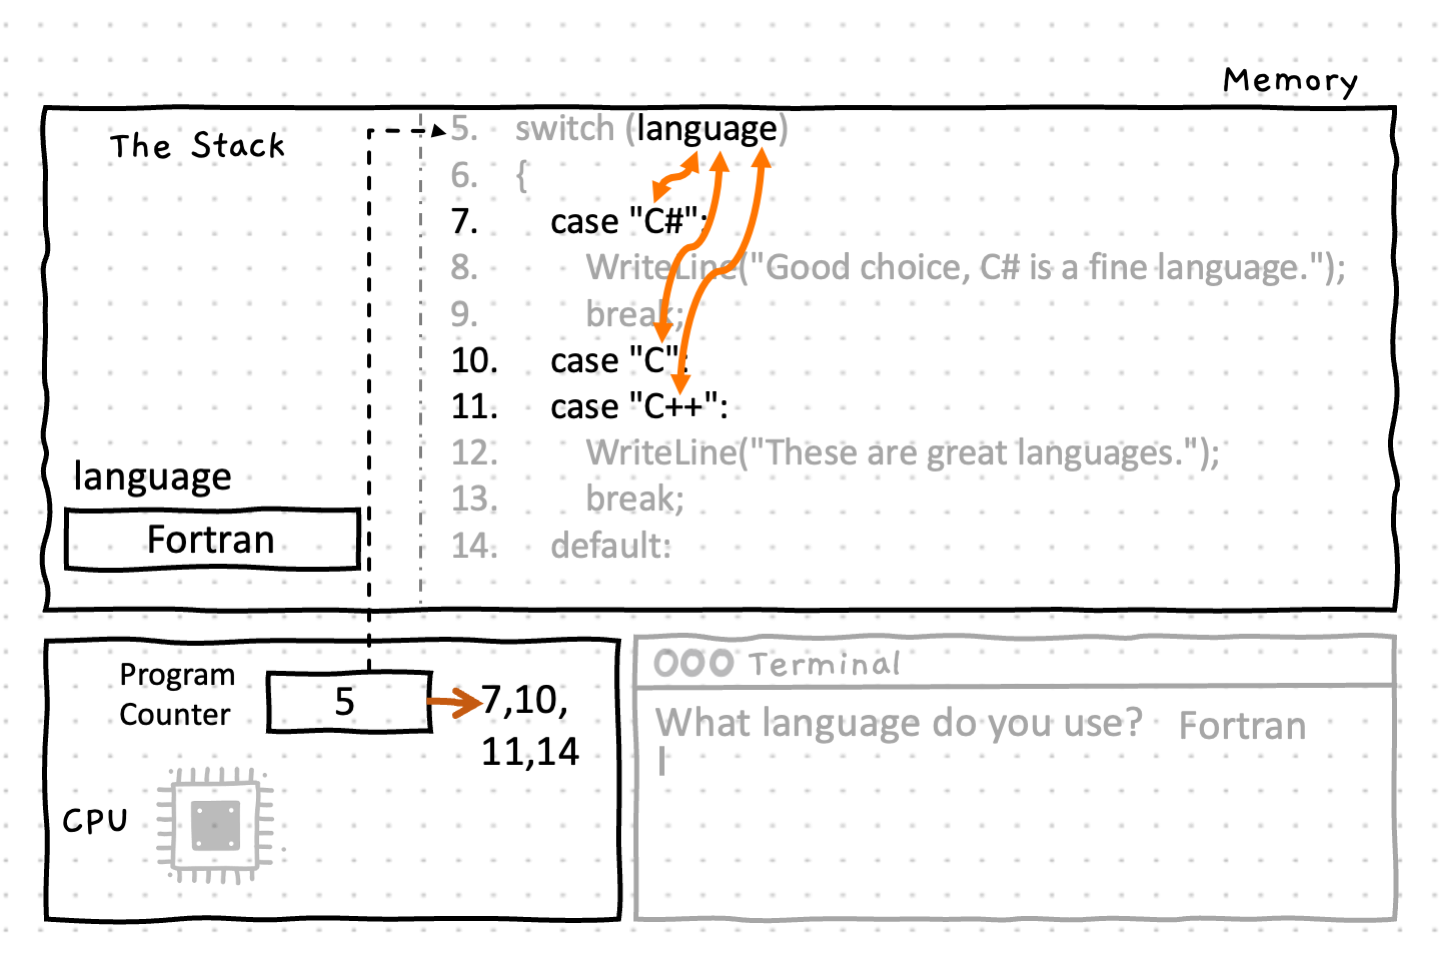 Memory
The Stack
5. switch (language)
6. {
7. case "C#":
8. WriteLine("Good choice, C# is a fine language.");
9. break;
10. case "C":
11. case "C++":
12. WriteLine("These are great languages.");
13. break;
14. default:
language
Fortran
Program
Counter
5
7,10,
11,14
CPU
Terminal
What language do you use? Fortran